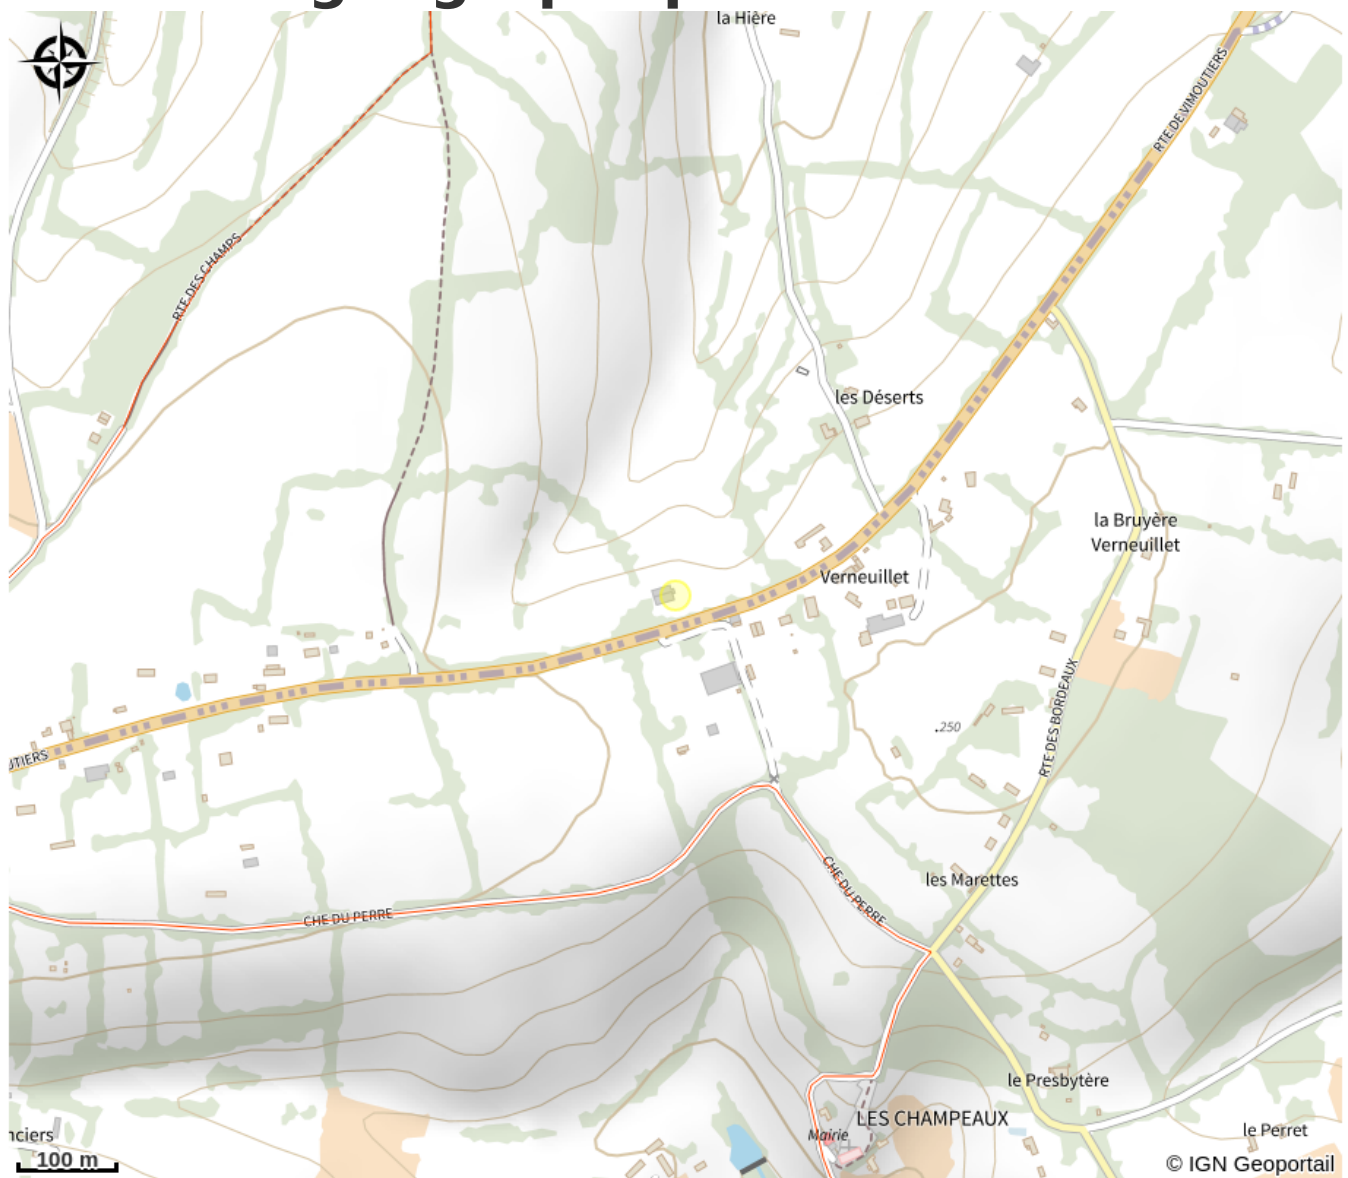 la Hière
RTE DE VIMOUTIERS
RTE DES CHAMPS
les Déserts
la Bruyère
Verneuillet
Verneuillet
RTE DES BORDEAUX
.250
UTIERS
CHE DU PERRE
CHE DU PERRE
les Marettes
le Presbytère
LES CHAMPEAUX
Mairie
nciers
le Perret
100 m
© IGN Geoportail